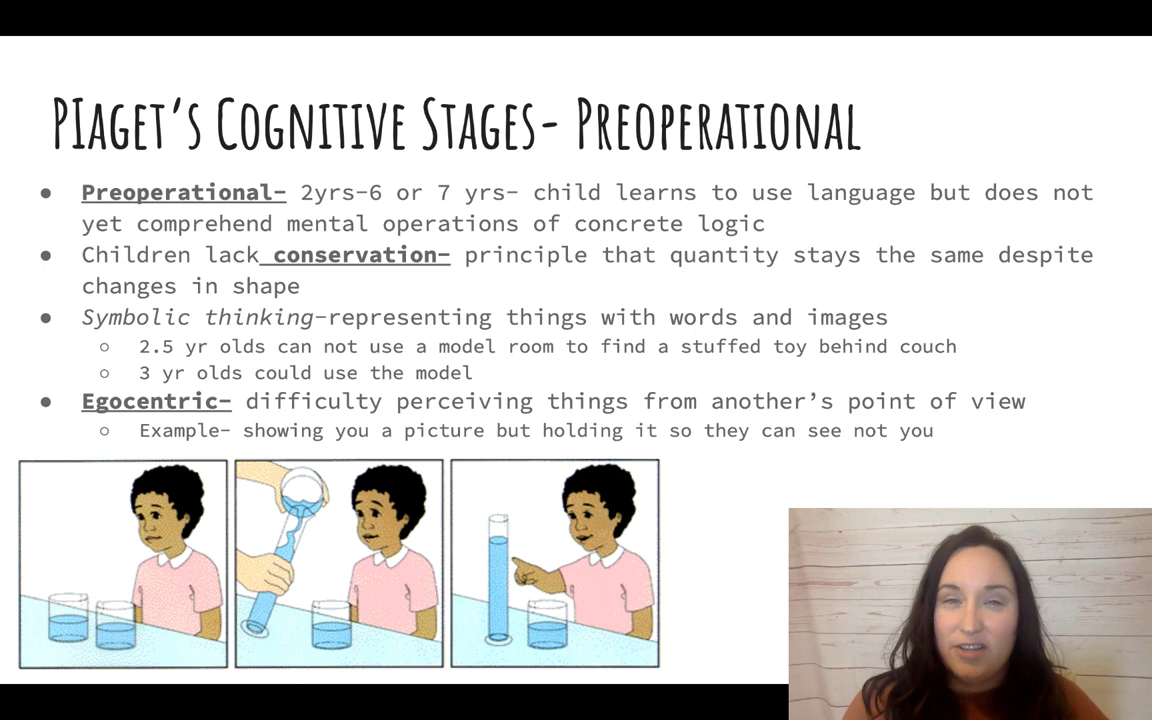 PIaget's Cognitive Stages- Preoperational
● Preoperational- 2yrs-6 or 7 yrs- child learns to use language but does not
yet comprehend mental operations of concrete logic
● Children lack conservation- principle that quantity stays the same despite
changes in shape
● Symbolic thinking-representing things with words and images
○ 2.5 yr olds can not use a model room to find a stuffed toy behind couch
○ 3 yr olds could use the model
● Egocentric- difficulty perceiving things from another's point of view
○ Example- showing you a picture but holding it so they can see not you